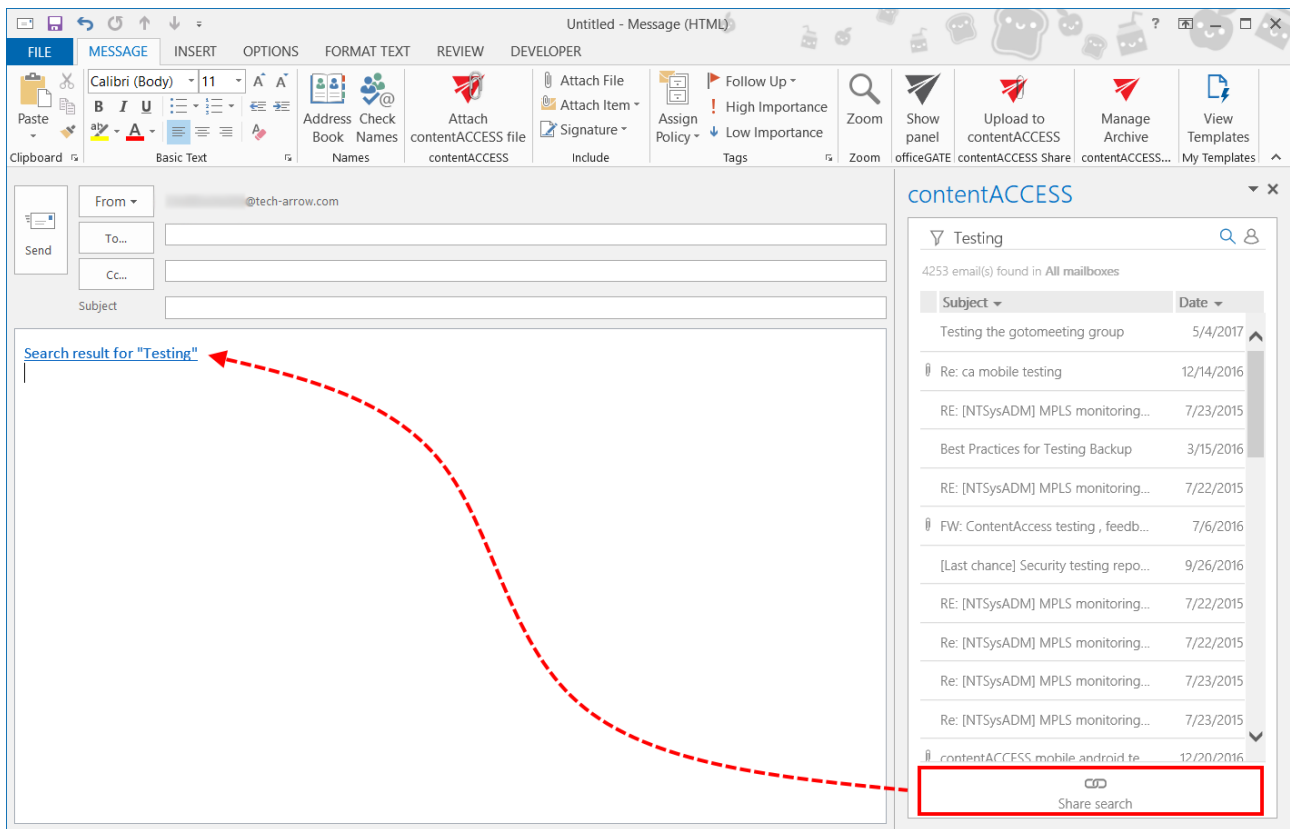 Untitled - Message (HTML)
?
FILE MESSAGE INSERT OPTIONS FORMAT TEXT REVIEW DEVELOPER
Paste
Clipboard
Calibri (Body) 11 A A
B I U
ab A
Basic Text
Address Book
Check Names
Names
Attach contentACCESS file
contentACCESS
Attach File
Attach Item
Signature
Include
Assign Policy
Follow Up
High Importance
Low Importance
Tags
Zoom
Zoom
Show panel
officeGATE
Upload to contentACCESS
contentACCESS Share
Manage Archive
contentACCESS...
View Templates
My Templates
Send
From
@tech-arrow.com
To...
Cc...
Subject
Search result for "Testing"
contentACCESS
Testing
4253 email(s) found in All mailboxes
Subject Date
Testing the gotomeeting group 5/4/2017
Re: ca mobile testing 12/14/2016
RE: [NTSysADM] MPLS monitoring... 7/23/2015
Best Practices for Testing Backup 3/15/2016
RE: [NTSysADM] MPLS monitoring... 7/22/2015
FW: ContentAccess testing , feedb... 7/6/2016
[Last chance] Security testing repo... 9/26/2016
RE: [NTSysADM] MPLS monitoring... 7/22/2015
Re: [NTSysADM] MPLS monitoring... 7/22/2015
Re: [NTSysADM] MPLS monitoring... 7/23/2015
Re: [NTSysADM] MPLS monitoring... 7/23/2015
contentACCESS mobile android te... 12/20/2016
Share search